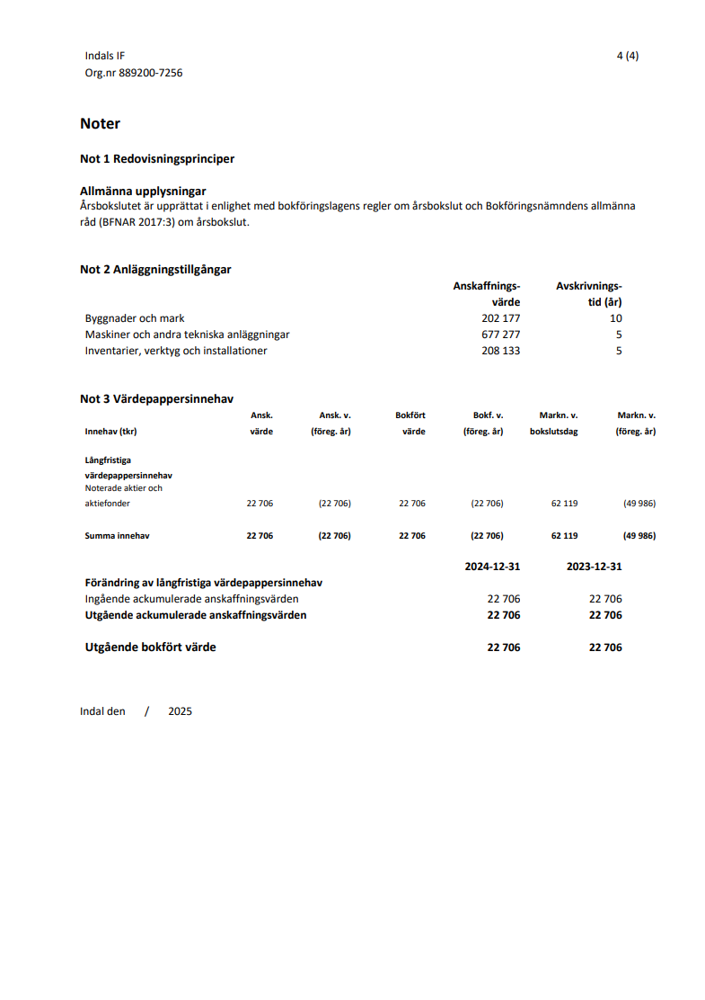 Indals IF 4 (4)
Org.nr 889200-7256
Noter
Not 1 Redovisningsprinciper
Allmänna upplysningar
Årsbokslutet är upprättat i enlighet med bokföringslagens regler om årsbokslut och Bokföringsnämndens allmänna
råd (BFNAR 2017:3) om årsbokslut.
Not 2 Anläggningstillgångar
Anskaffnings- Avskrivnings-
värde tid (år)
Byggnader och mark 202 177 10
Maskiner och andra tekniska anläggningar 677 277 5
Inventarier, verktyg och installationer 208 133 5
Not 3 Värdepappersinnehav
Ansk. Ansk. v. Bokfört Bokf. v. Markn. v. Markn. v.
Innehav (tkr) värde (föreg. år) värde (föreg. år) bokslutsdag (föreg. år)
Långfristiga
värdepappersinnehav
Noterade aktier och
aktiefonder 22 706 (22 706) 22 706 (22 706) 62 119 (49 986)
Summa innehav 22 706 (22 706) 22 706 (22 706) 62 119 (49 986)
2024-12-31 2023-12-31
Förändring av långfristiga värdepappersinnehav
Ingående ackumulerade anskaffningsvärden 22 706 22 706
Utgående ackumulerade anskaffningsvärden 22 706 22 706
Utgående bokfört värde 22 706 22 706
Indal den / 2025